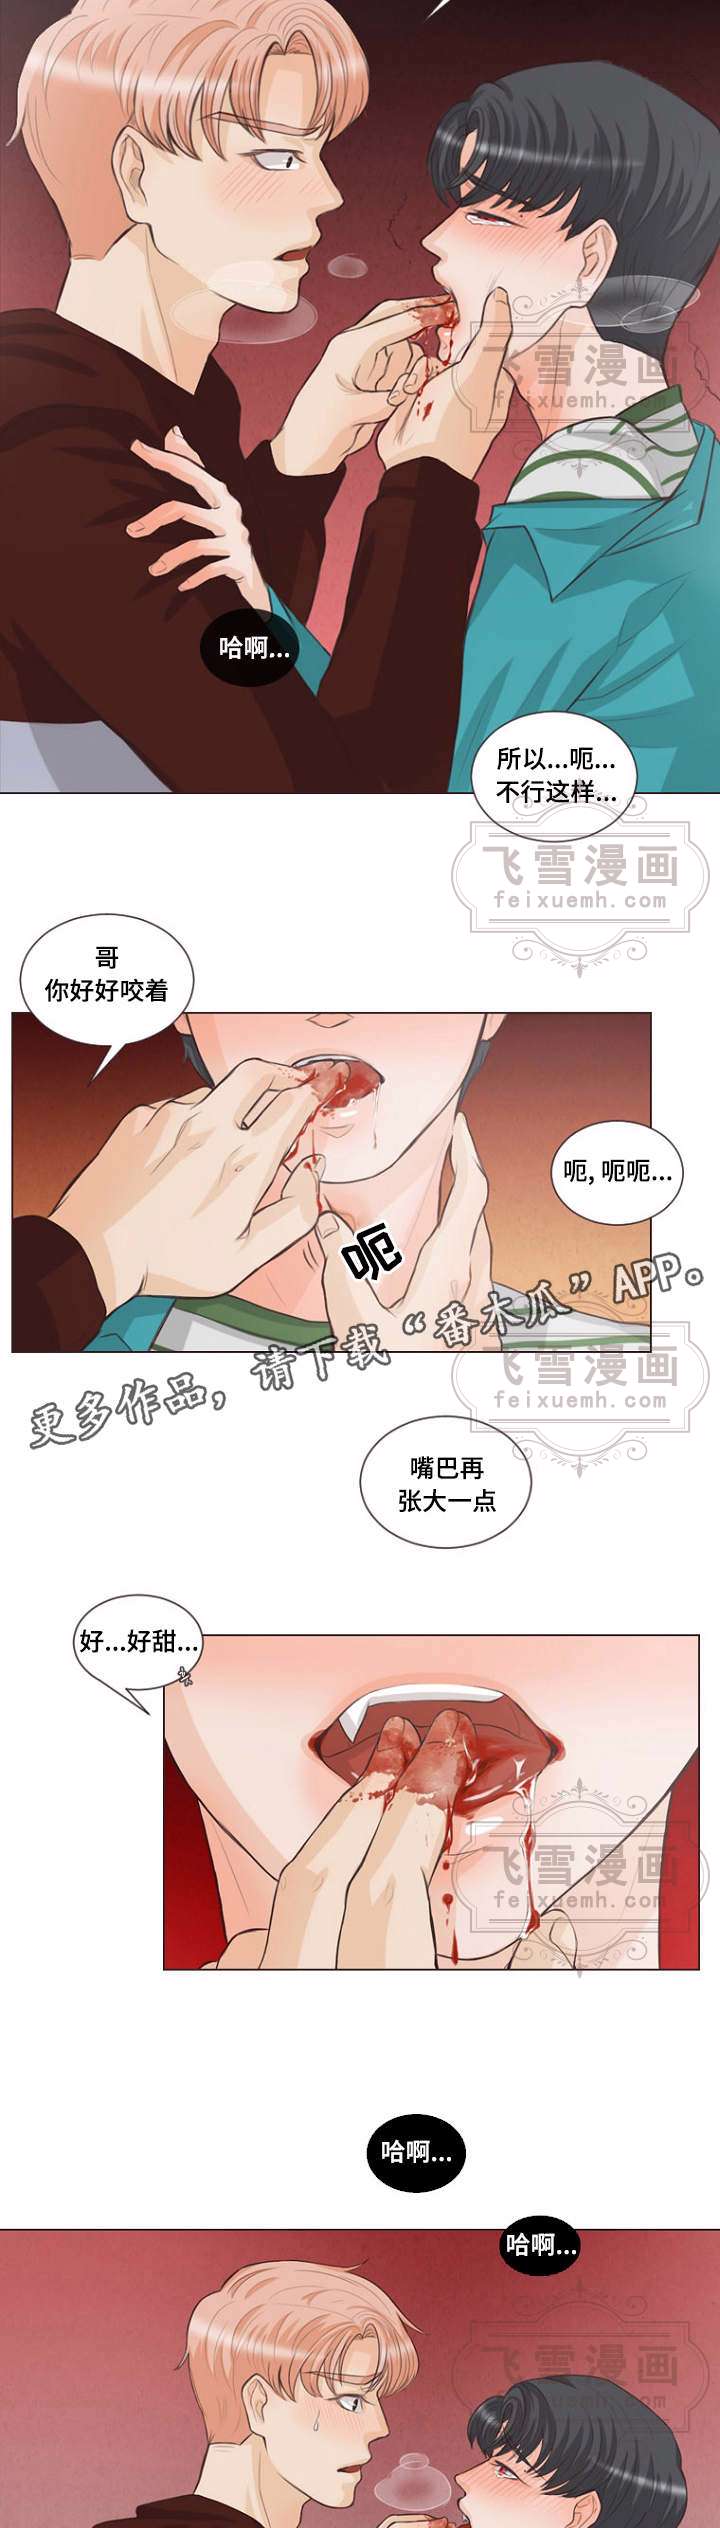 飞雪漫画
feixuemh.com
哈啊…
所以…呃…
不行这样…
飞雪漫画
feixuemh.com
哥
你好好咬着
呃,呃呃…
呃
更多作品，请下载“番木瓜”APP。
飞雪漫画
feixuemh.com
嘴巴再
张大一点
好…好甜…
飞雪漫画
feixuemh.com
哈啊…
哈啊…
飞雪漫画
feixuemh.com